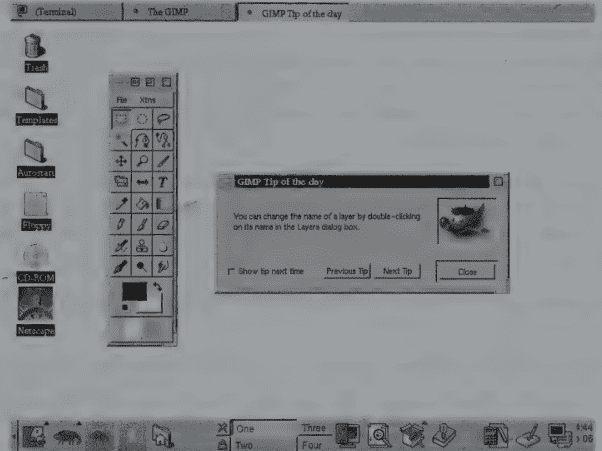 (Terminal)
The GIMP
GIMP Tip of the day
Trash
Templates
Autostart
Floppy
CD-ROM
Netscape
File Xtns
GIMP Tip of the day
You can change the name of a layer by double-clicking
on its name in the Layers dialog box.
Show tip next time
Previous Tip
Next Tip
Close
One
Three
Two
Four